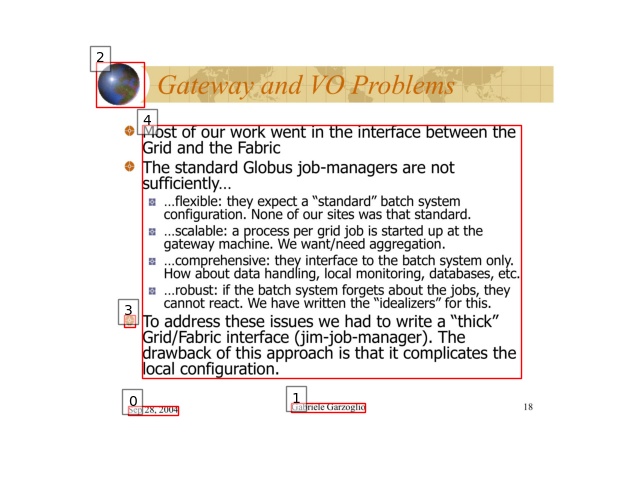 Gateway and VO Problems
Most of our work went in the interface between the
Grid and the Fabric
The standard Globus job-managers are not
sufficiently…
…flexible: they expect a “standard” batch system
configuration. None of our sites was that standard.
…scalable: a process per grid job is started up at the
gateway machine. We want/need aggregation.
…comprehensive: they interface to the batch system only.
How about data handling, local monitoring, databases, etc.
…robust: if the batch system forgets about the jobs, they
cannot react. We have written the “idealizers” for this.
To address these issues we had to write a “thick”
Grid/Fabric interface (jim-job-manager). The
drawback of this approach is that it complicates the
local configuration.
Sep 28, 2004
Gabriele Garzoglio
18
2
4
3
0
1